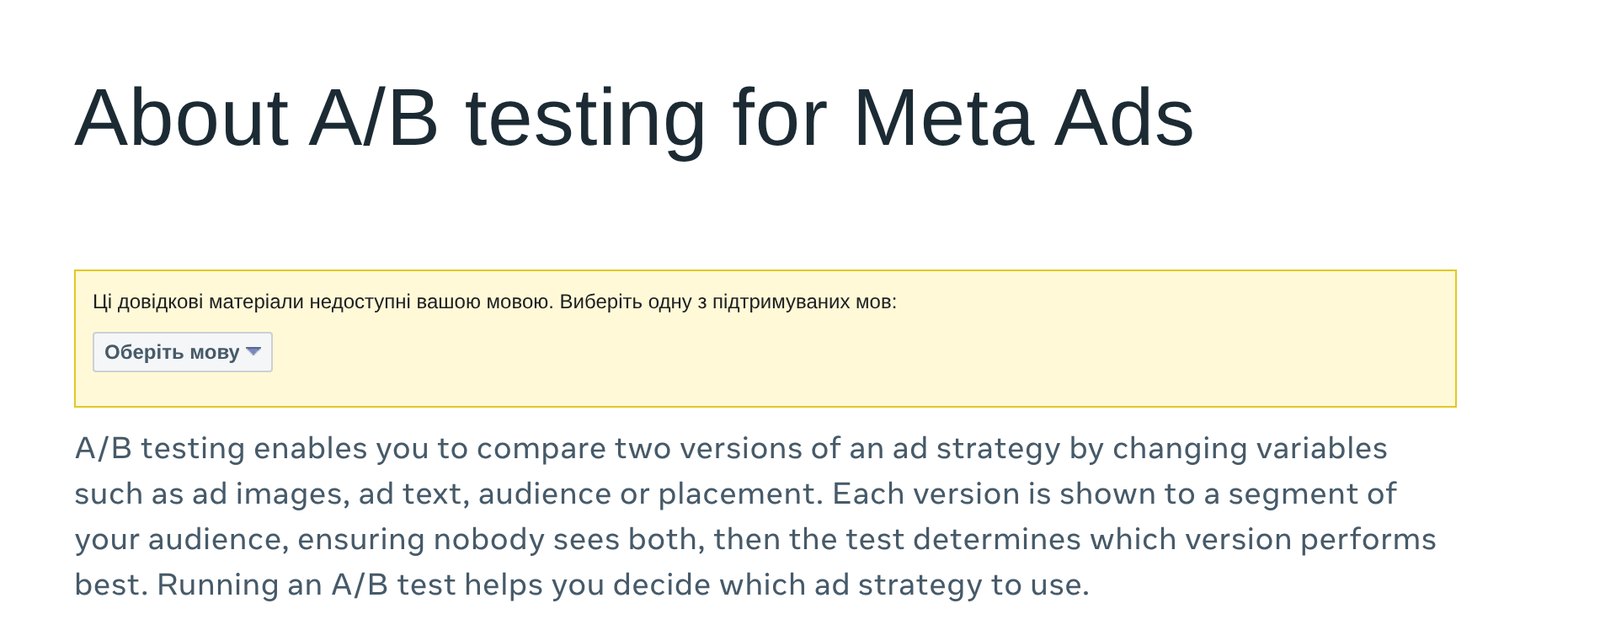 About A/B testing for Meta Ads
Ці довідкові матеріали недоступні вашою мовою. Виберіть одну з підтримуваних мов:
Оберіть мову
A/B testing enables you to compare two versions of an ad strategy by changing variables
such as ad images, ad text, audience or placement. Each version is shown to a segment of
your audience, ensuring nobody sees both, then the test determines which version performs
best. Running an A/B test helps you decide which ad strategy to use.